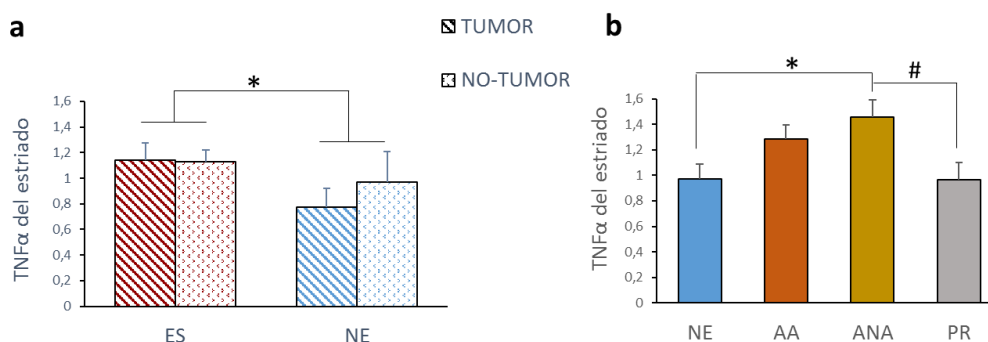 a
TUMOR
NO-TUMOR
*
TNFα del estriado
1,6
1,4
1,2
1
0,8
0,6
0,4
0,2
0
ES NE
b
*
#
TNFα del estriado
1,6
1,4
1,2
1
0,8
0,6
0,4
0,2
0
NE AA ANA PR